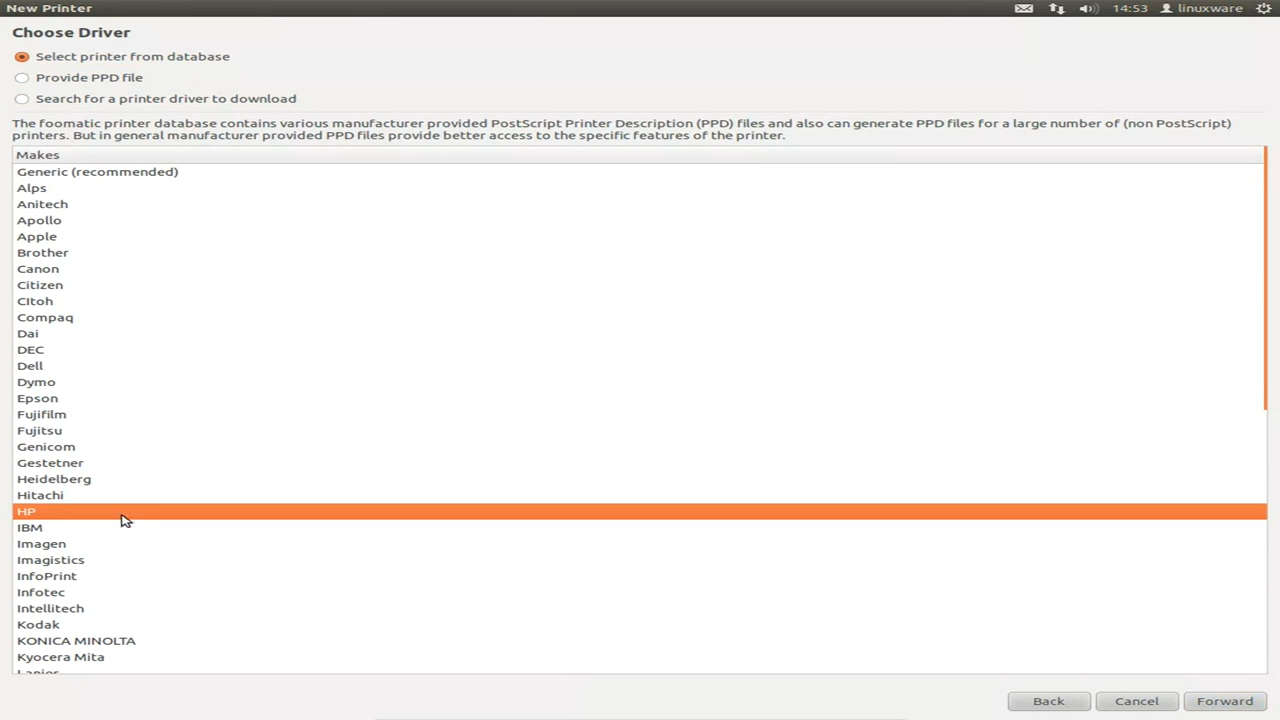 New Printer
14:53
linuxware
Choose Driver
Select printer from database
Provide PPD file
Search for a printer driver to download
The foomatic printer database contains various manufacturer provided PostScript Printer Description (PPD) files and also can generate PPD files for a large number of (non PostScript)
printers. But in general manufacturer provided PPD files provide better access to the specific features of the printer.
Makes
Generic (recommended)
Alps
Anitech
Apollo
Apple
Brother
Canon
Citizen
CItoh
Compaq
Dai
DEC
Dell
Dymo
Epson
Fujifilm
Fujitsu
Genicom
Gestetner
Heidelberg
Hitachi
HP
IBM
Imagen
Imagistics
InfoPrint
Infotec
Intellitech
Kodak
KONICA MINOLTA
Kyocera Mita
Back
Cancel
Forward